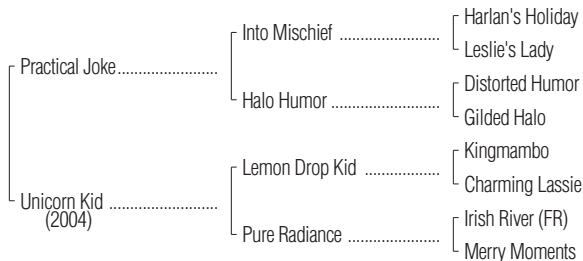 Harlan's Holiday
Into Mischief ....................
Leslie's Lady
Practical Joke....................
Distorted Humor
Halo Humor .....................
Gilded Halo
Kingmambo
Lemon Drop Kid ...............
Charming Lassie
Unicorn Kid ......................
(2004)
Irish River (FR)
Pure Radiance ..................
Merry Moments